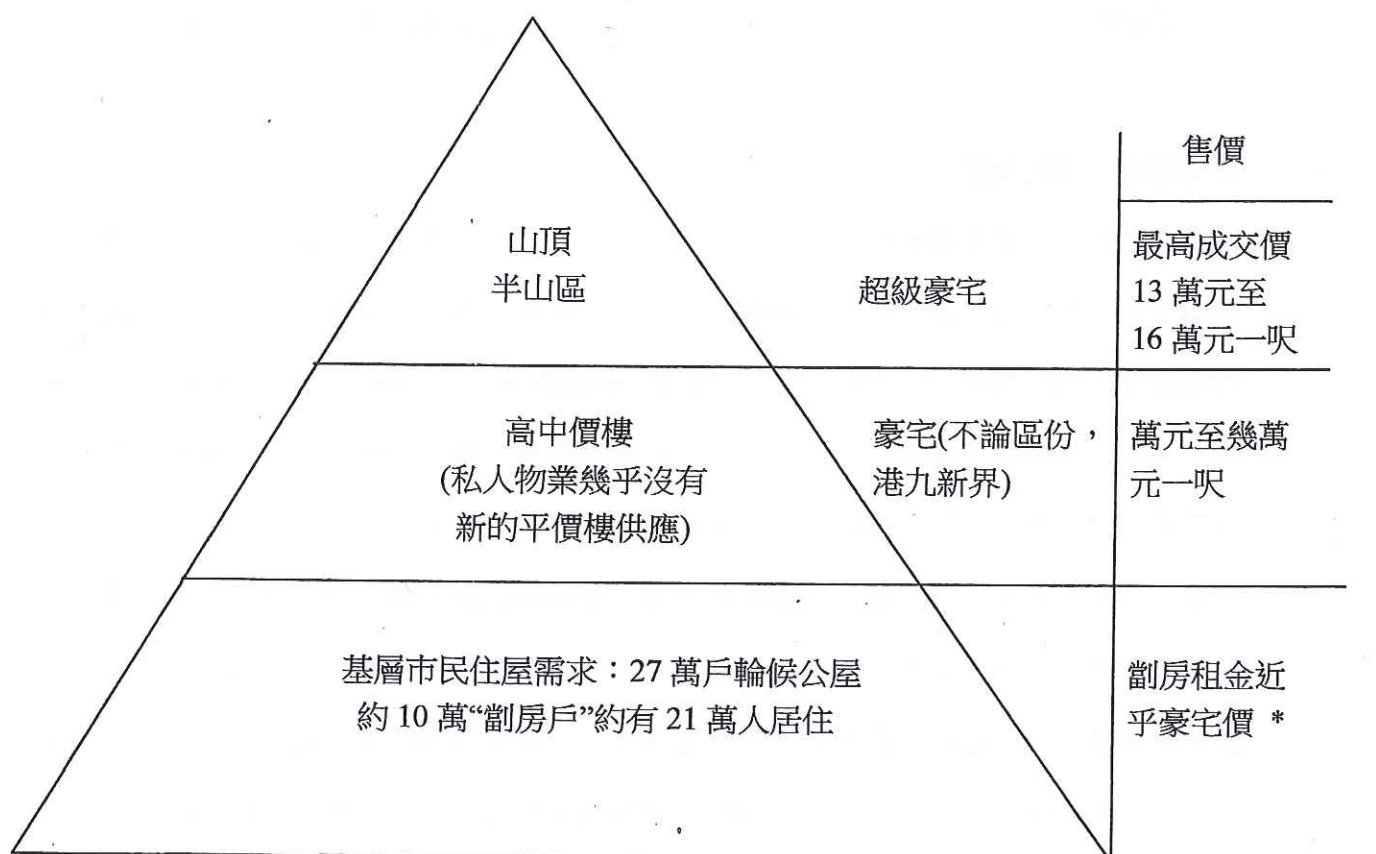 售價
山頂
半山區
超級豪宅
最高成交價
13 萬元至
16 萬元一呎
高中價樓
(私人物業幾乎沒有
新的平價樓供應)
豪宅(不論區份，
港九新界)
萬元至幾萬
元一呎
基層市民住屋需求：27 萬戶輪候公屋
約 10 萬“劏房戶”約有 21 萬人居住
劏房租金近
乎豪宅價 *